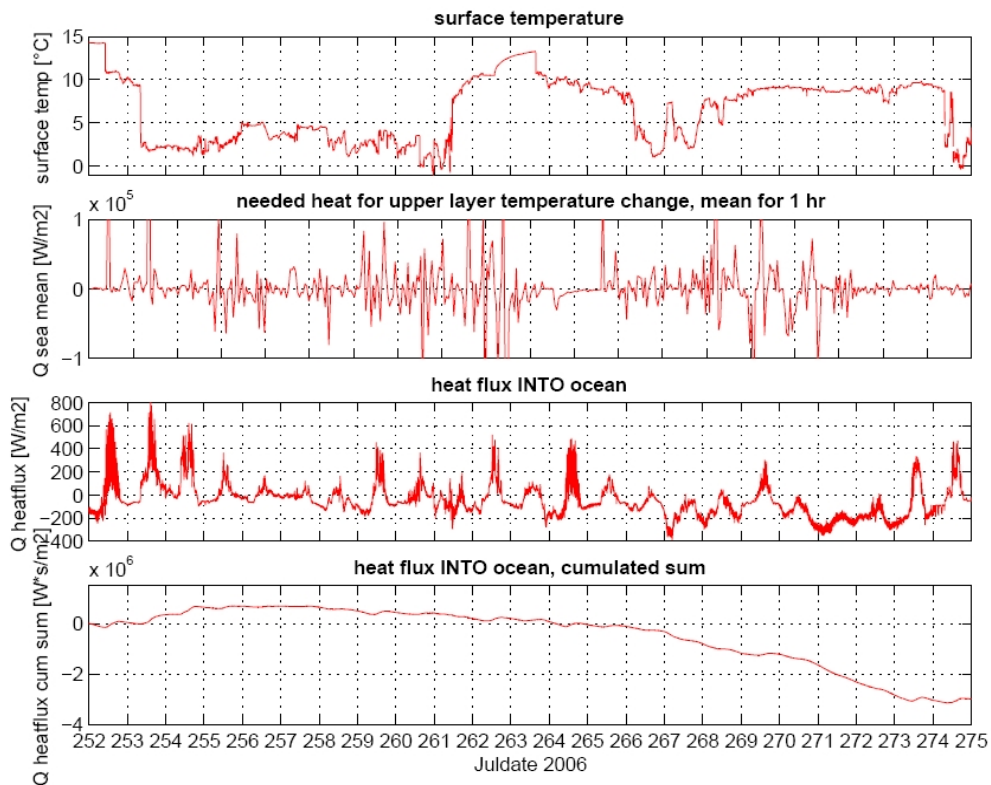 surface temperature
surface temp [°C]
15
10
5
0
needed heat for upper layer temperature change, mean for 1 hr
x 10^5
Q sea mean [W/m2]
1
0
−1
heat flux INTO ocean
Q heatflux [W/m2]
800
600
400
200
0
−200
−400
heat flux INTO ocean, cumulated sum
x 10^6
Q heatflux cum sum [W*s/m2]
0
−2
−4
252 253 254 255 256 257 258 259 260 261 262 263 264 265 266 267 268 269 270 271 272 273 274 275
Juldate 2006